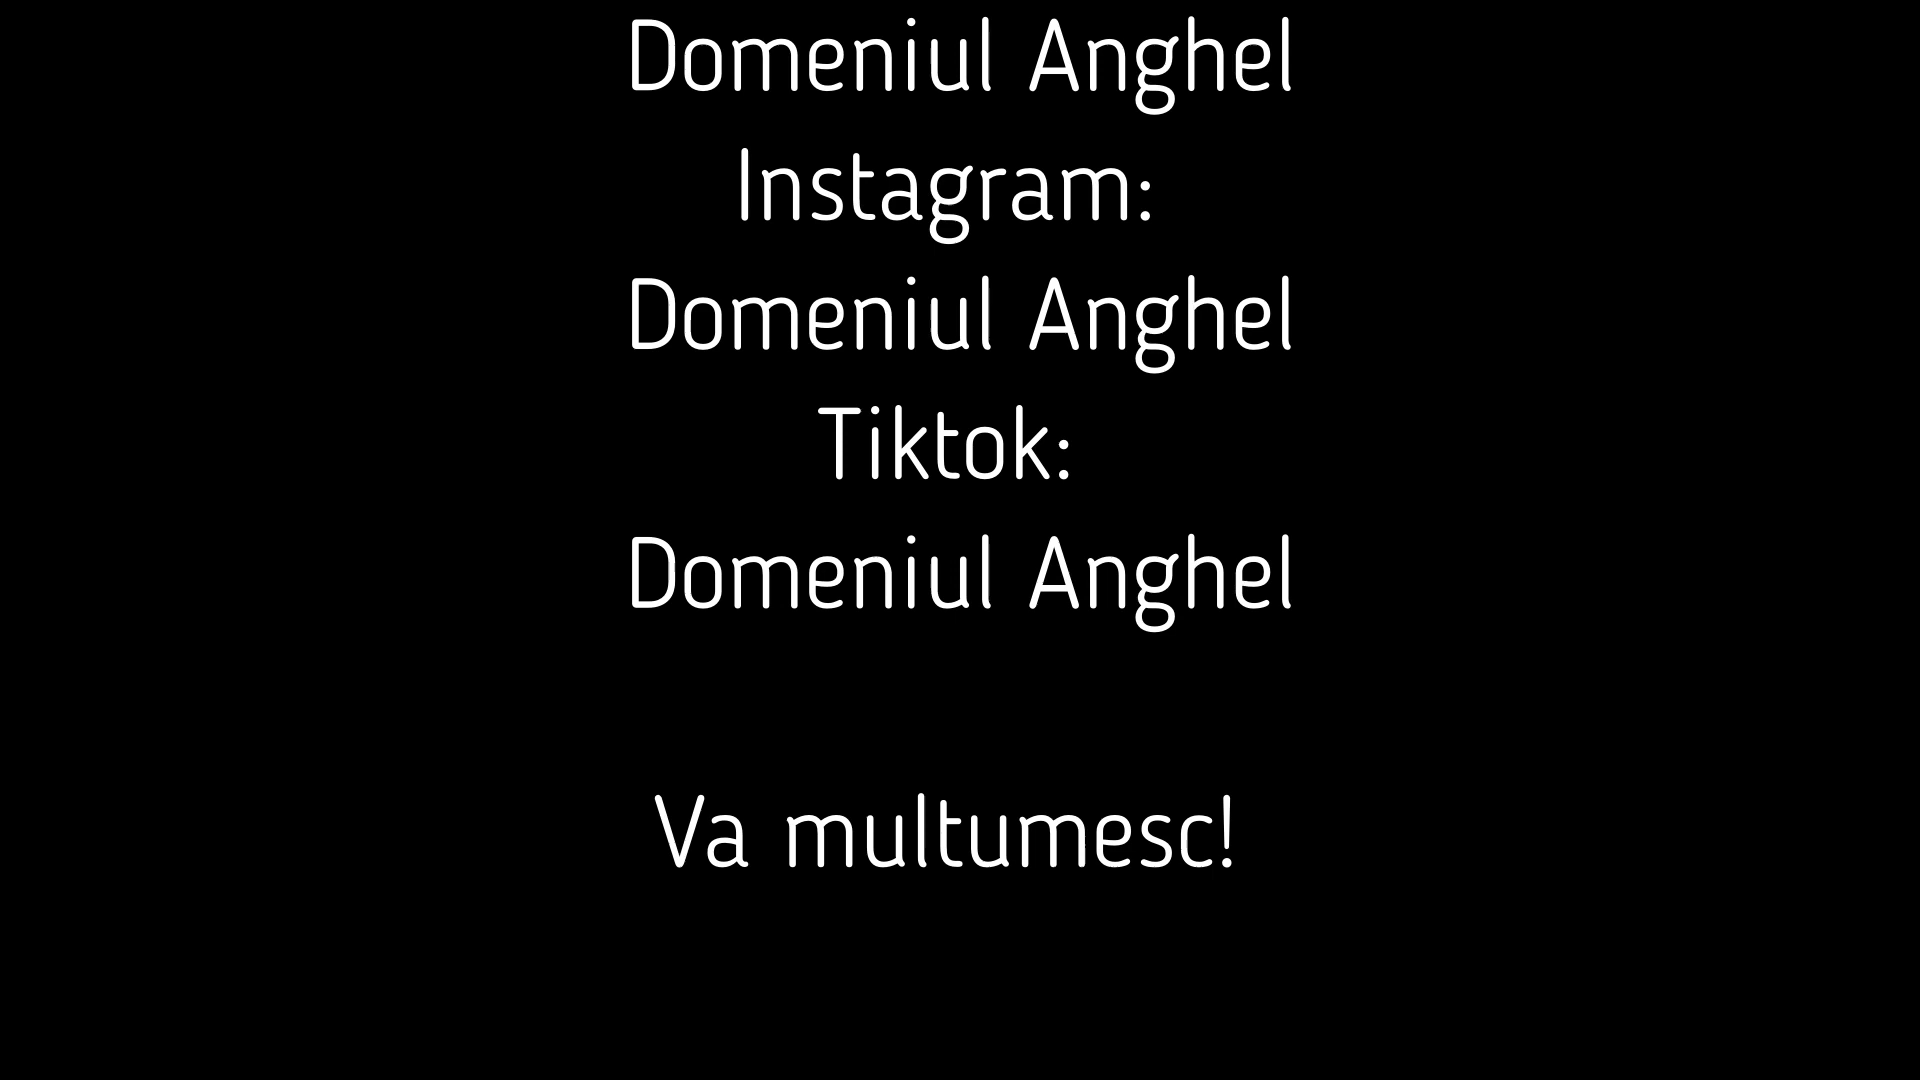 Domeniul Anghel
Instagram:
Domeniul Anghel
Tiktok:
Domeniul Anghel
Va multumesc!